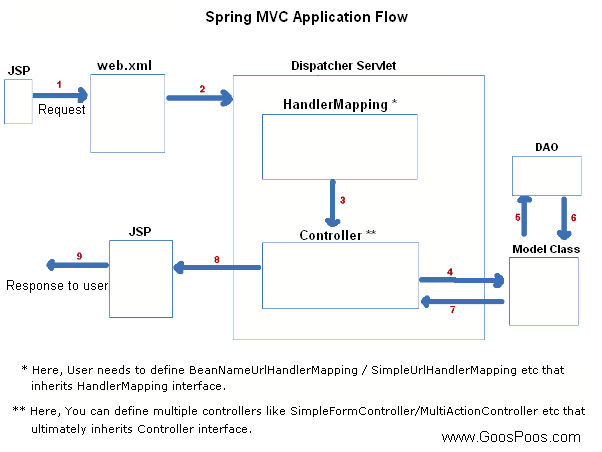 Spring MVC Application Flow
JSP
web.xml
Dispatcher Servlet
1
Request
2
HandlerMapping *
3
DAO
5
6
JSP
Controller **
Model Class
9
8
4
7
Response to user
* Here, User needs to define BeanNameUrlHandlerMapping / SimpleUrlHandlerMapping etc that
inherits HandlerMapping interface.
** Here, You can define multiple controllers like SimpleFormController/MultiActionController etc that
ultimately inherits Controller interface.
www.GoosPoos.com